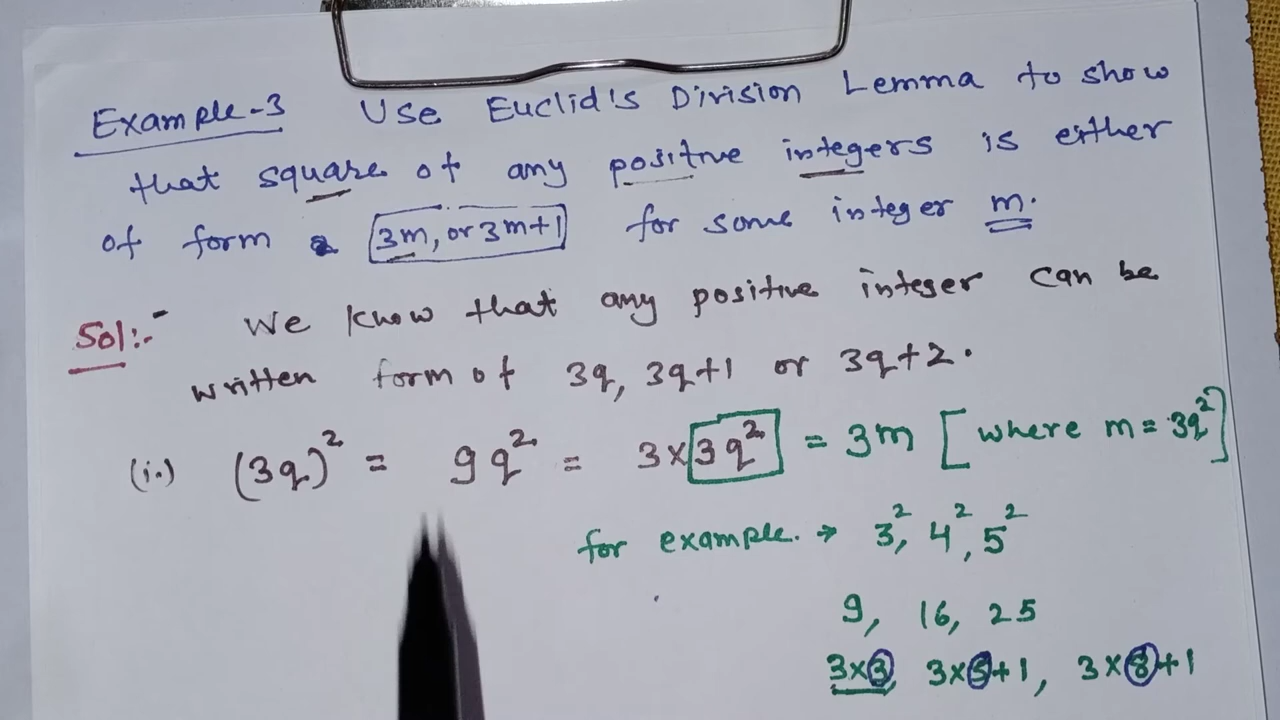 Example-3 Use Euclid's Division Lemma to show
that square of any positive integers is either
of form 3m, or 3m+1 for some integer m.
Sol:- We know that any positive integer can be
written form of 3q, 3q+1 or 3q+2.
(i.) (3q)² = 9q² = 3×3q² = 3m [where m = 3q²]
for example. → 3², 4², 5²
9, 16, 25
3×3, 3×5+1, 3×8+1